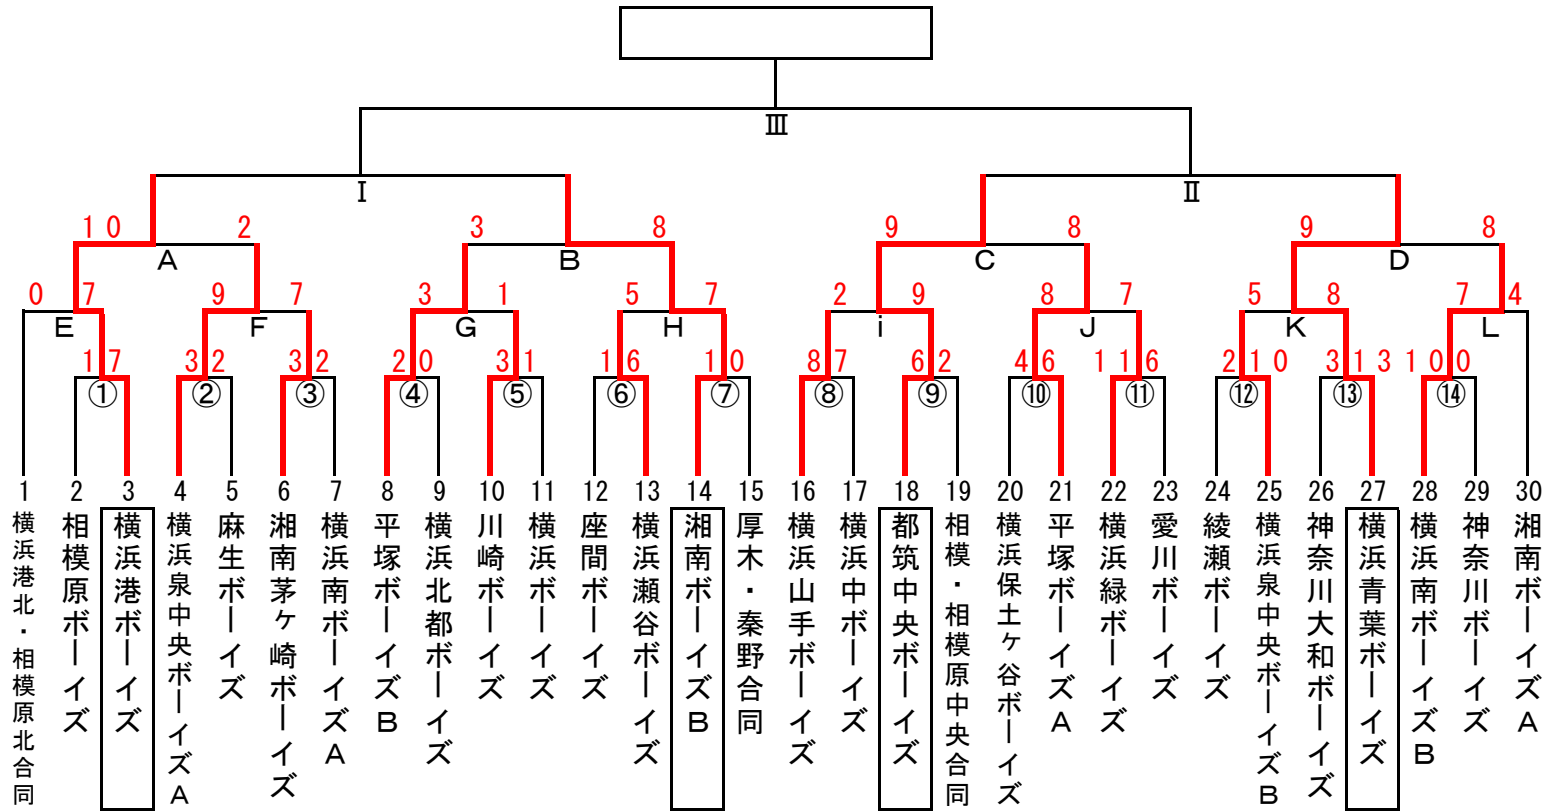 Ⅲ
Ⅰ
Ⅱ
10 2 3 8 9 8 9 8
A B C D
0 7 9 7 3 1 5 7 2 9 8 7 5 8 7 4
E F G H i J K L
1 7 3 2 3 2 2 0 3 1 1 6 1 0 8 7 6 2 4 6 11 6 2 10 3 13 10 0
① ② ③ ④ ⑤ ⑥ ⑦ ⑧ ⑨ ⑩ ⑪ ⑫ ⑬ ⑭
1 横浜港北・相模原北合同
2 相模原ボーイズ
3 横浜港ボーイズ
4 横浜泉中央ボーイズA
5 麻生ボーイズ
6 湘南茅ヶ崎ボーイズ
7 横浜南ボーイズA
8 平塚ボーイズB
9 横浜北都ボーイズ
10 川崎ボーイズ
11 横浜ボーイズ
12 座間ボーイズ
13 横浜瀬谷ボーイズ
14 湘南ボーイズB
15 厚木・秦野合同
16 横浜山手ボーイズ
17 横浜中ボーイズ
18 都筑中央ボーイズ
19 相模・相模原中央合同
20 横浜保土ヶ谷ボーイズ
21 平塚ボーイズA
22 横浜緑ボーイズ
23 愛川ボーイズ
24 綾瀬ボーイズ
25 横浜泉中央ボーイズB
26 神奈川大和ボーイズ
27 横浜青葉ボーイズ
28 横浜南ボーイズB
29 神奈川ボーイズ
30 湘南ボーイズA